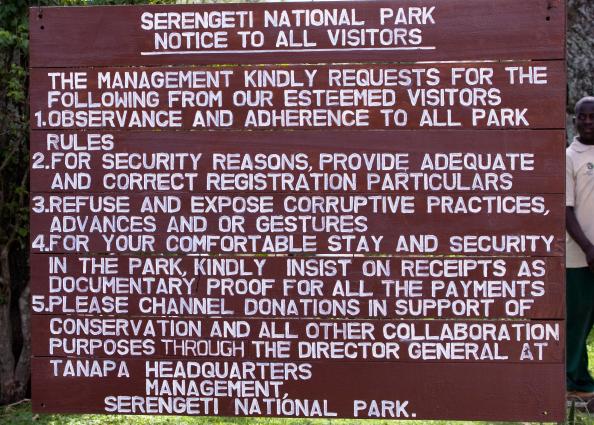 SERENGETI NATIONAL PARK
NOTICE TO ALL VISITORS
THE MANAGEMENT KINDLY REQUESTS FOR THE
FOLLOWING FROM OUR ESTEEMED VISITORS
1.OBSERVANCE AND ADHERENCE TO ALL PARK
RULES
2.FOR SECURITY REASONS, PROVIDE ADEQUATE
AND CORRECT REGISTRATION PARTICULARS
3.REFUSE AND EXPOSE CORRUPTIVE PRACTICES,
ADVANCES AND OR GESTURES
4.FOR YOUR COMFORTABLE STAY AND SECURITY
IN THE PARK, KINDLY INSIST ON RECEIPTS AS
DOCUMENTARY PROOF FOR ALL THE PAYMENTS
5.PLEASE CHANNEL DONATIONS IN SUPPORT OF
CONSERVATION AND ALL OTHER COLLABORATION
PURPOSES THROUGH THE DIRECTOR GENERAL AT
TANAPA HEADQUARTERS
MANAGEMENT,
SERENGETI NATIONAL PARK.